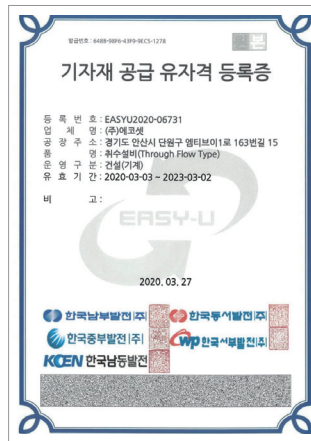 발급번호 : 6488-98F6-43F9-9EC5-1278
본
기자재 공급 유자격 등록증
등 록 번 호 : EASYU2020-06731
업 체 명 : (주)에코셋
공 장 주 소 : 경기도 안산시 단원구 엠티브이1로 163번길 15
품 명 : 취수설비(Through Flow Type)
운 영 구 분 : 건설(기계)
유 효 기 간 : 2020-03-03 ~ 2023-03-02
비 고 :
EASY-U
2020. 03. 27
한국남부발전(주)
한국동서발전(주)
한국중부발전(주)
WP 한국서부발전(주)
KOEN 한국남동발전